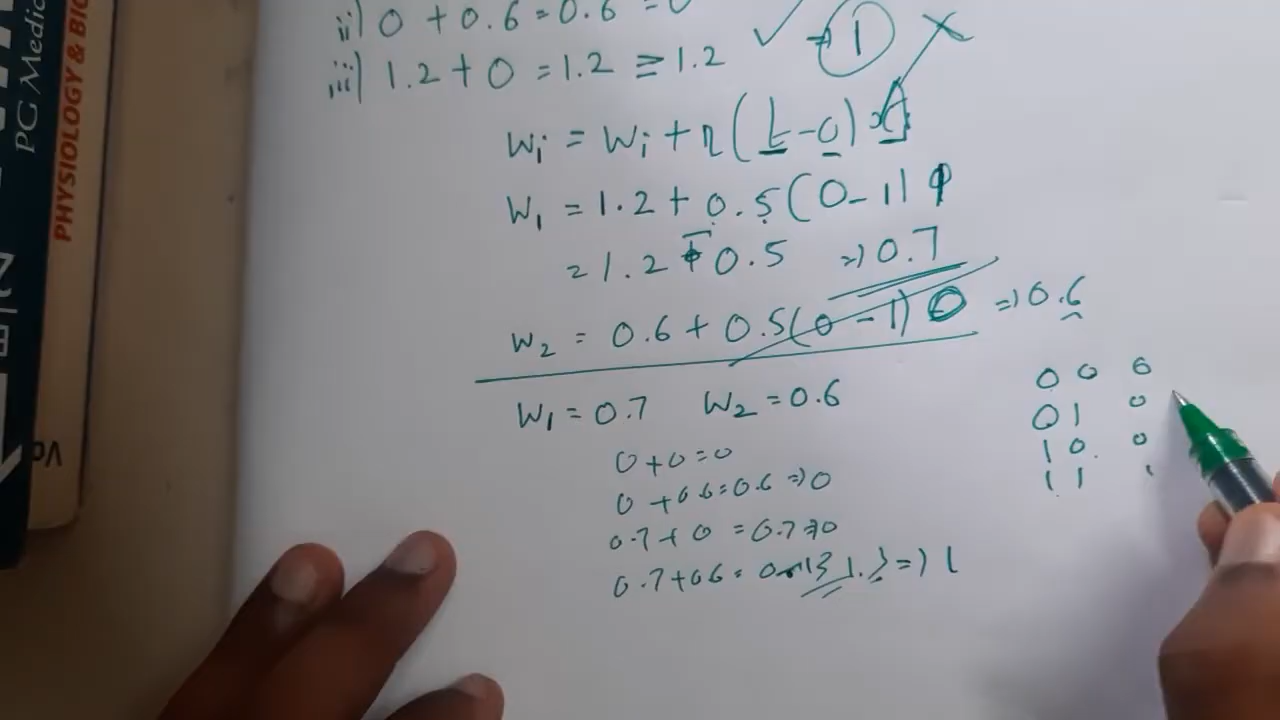 PG Medic
PHYSIOLOGY & BIO
ii) 0 + 0.6 = 0.6 = 0
iii) 1.2 + 0 = 1.2 ≥ 1.2 ✓ → 1
wi = wi + η (t - o) xi
w1 = 1.2 + 0.5 (0 - 1) 1
= 1.2 - 0.5 => 0.7
w2 = 0.6 + 0.5 (0 - 1) 0 => 0.6
w1 = 0.7 w2 = 0.6
0 + 0 = 0
0 + 0.6 = 0.6 => 0
0.7 + 0 = 0.7 => 0
0.7 + 0.6 = 1.3 => 1
0 0 0
0 1 0
1 0 0
1 1 1